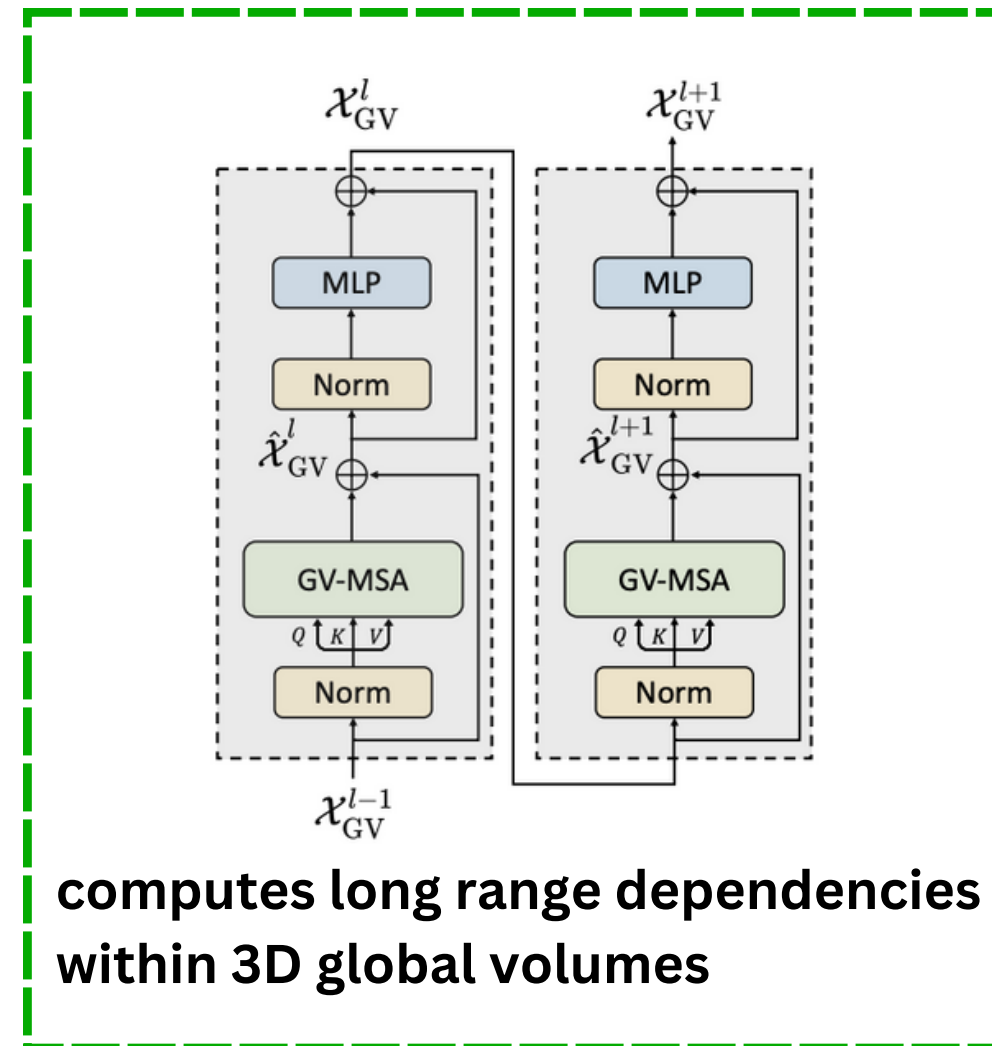 𝒳^l_GV
𝒳^{l+1}_GV
MLP
MLP
Norm
Norm
𝒳̂^l_GV
𝒳̂^{l+1}_GV
GV-MSA
GV-MSA
Q K V
Q K V
Norm
Norm
𝒳^{l−1}_GV
computes long range dependencies
within 3D global volumes